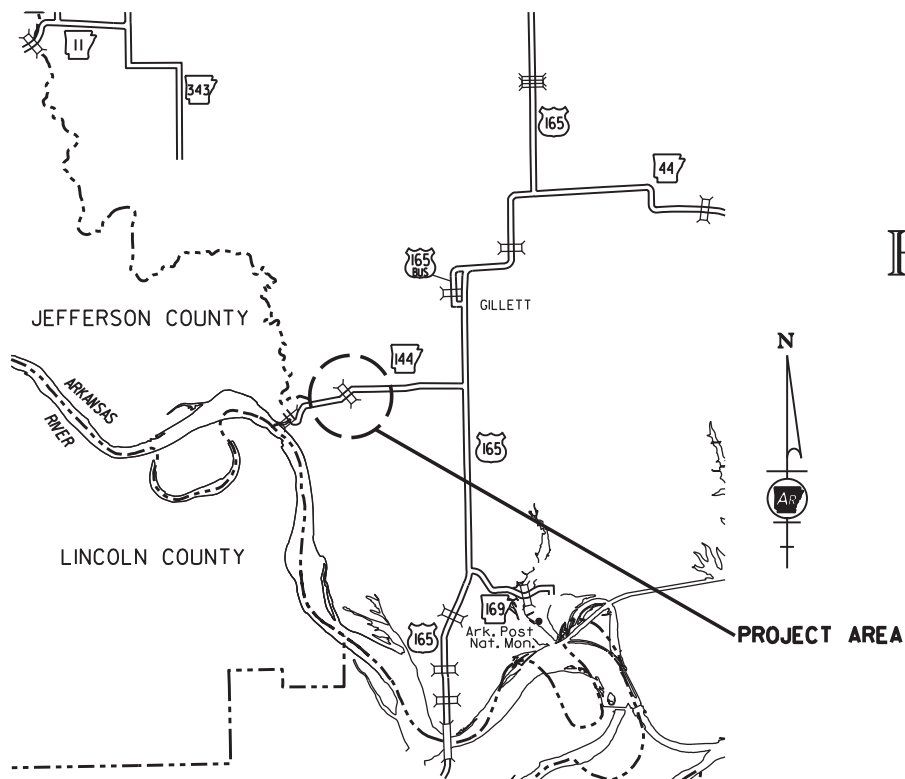 11
343
165
44
165
BUS
GILLETT
JEFFERSON COUNTY
144
N
ARKANSAS
RIVER
165
AR
LINCOLN COUNTY
169
165
Ark. Post
Nat. Mon.
PROJECT AREA